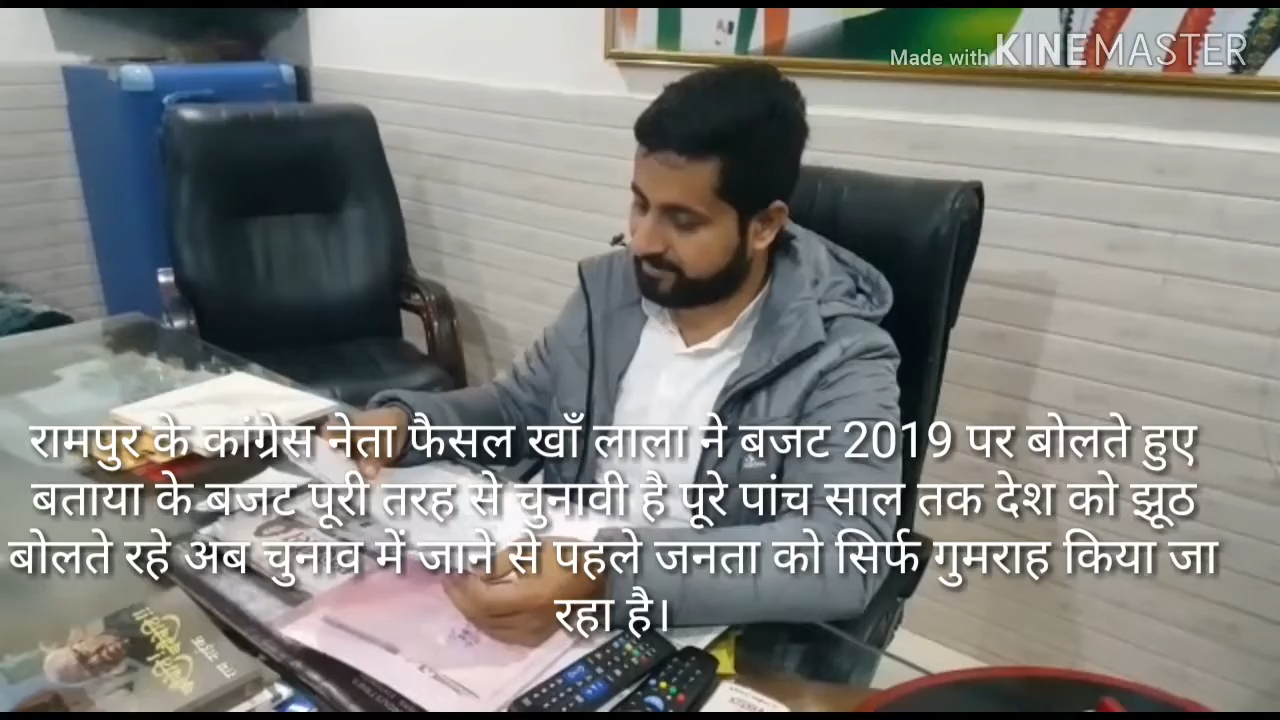 Made with KINEMASTER
रामपुर के कांग्रेस नेता फैसल खाँ लाला ने बजट 2019 पर बोलते हुए
बताया के बजट पूरी तरह से चुनावी है पूरे पांच साल तक देश को झूठ
बोलते रहे अब चुनाव में जाने से पहले जनता को सिर्फ गुमराह किया जा
रहा है।